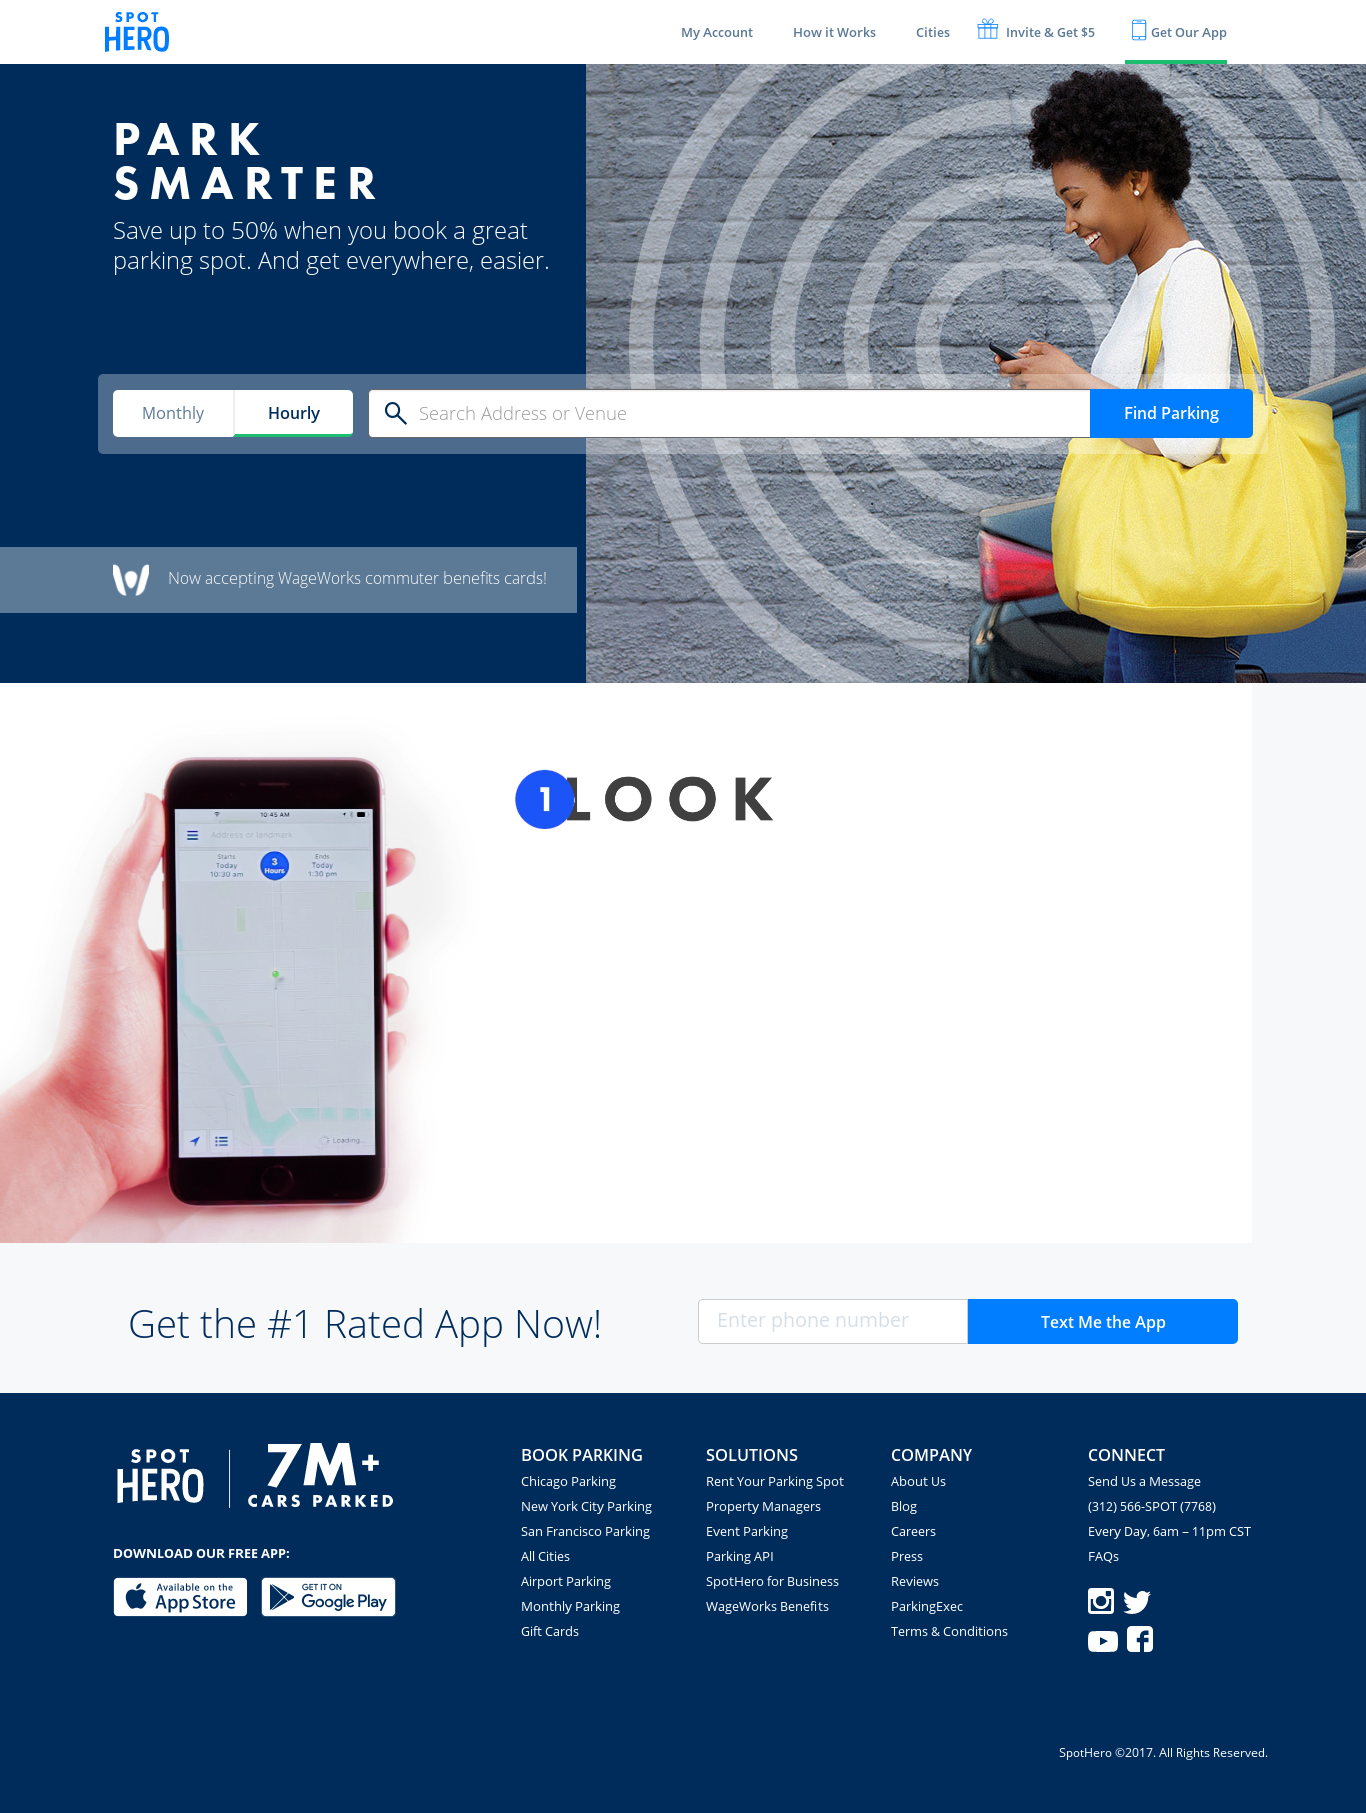 SPOT
HERO
My Account
How it Works
Cities
Invite & Get $5
Get Our App
PARK
SMARTER
Save up to 50% when you book a great
parking spot. And get everywhere, easier.
Monthly
Hourly
Search Address or Venue
Find Parking
Now accepting WageWorks commuter benefits cards!
10:45 AM
Address or landmark
Starts
Today
10:30 am
3
Hours
Ends
Today
1:30 pm
Loading...
1
LOOK
Get the #1 Rated App Now!
Enter phone number
Text Me the App
SPOT
HERO
7M+
CARS PARKED
DOWNLOAD OUR FREE APP:
Available on the
App Store
GET IT ON
Google Play
BOOK PARKING
Chicago Parking
New York City Parking
San Francisco Parking
All Cities
Airport Parking
Monthly Parking
Gift Cards
SOLUTIONS
Rent Your Parking Spot
Property Managers
Event Parking
Parking API
SpotHero for Business
WageWorks Benefits
COMPANY
About Us
Blog
Careers
Press
Reviews
ParkingExec
Terms & Conditions
CONNECT
Send Us a Message
(312) 566-SPOT (7768)
Every Day, 6am – 11pm CST
FAQs
SpotHero ©2017. All Rights Reserved.